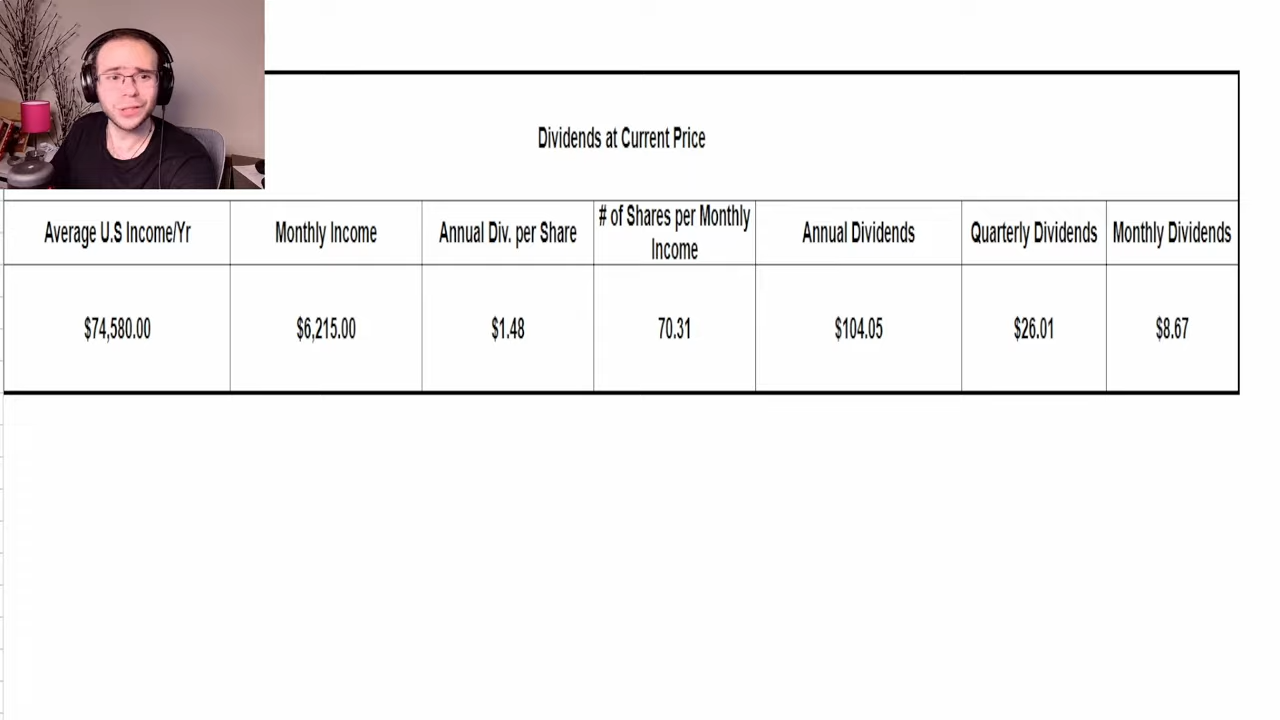 Dividends at Current Price
Average U.S Income/Yr
Monthly Income
Annual Div. per Share
# of Shares per Monthly
Income
Annual Dividends
Quarterly Dividends
Monthly Dividends
$74,580.00
$6,215.00
$1.48
70.31
$104.05
$26.01
$8.67